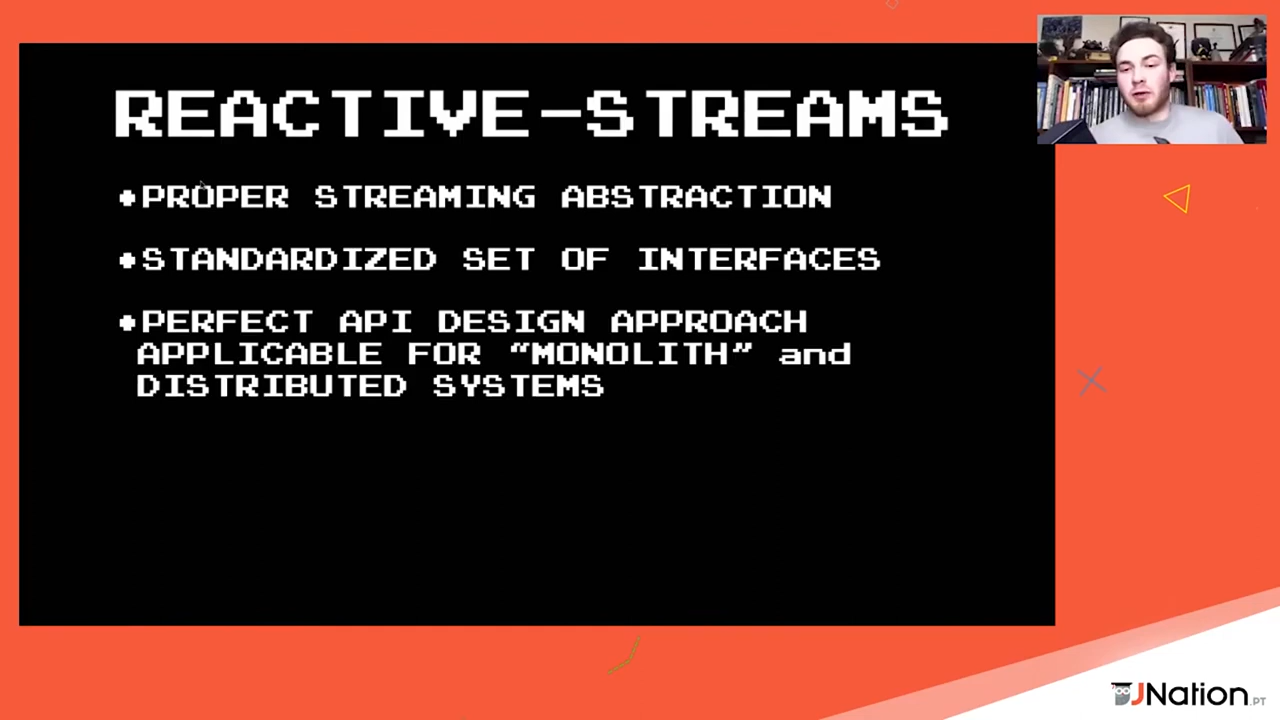 REACTIVE-STREAMS
•PROPER STREAMING ABSTRACTION
•STANDARDIZED SET OF INTERFACES
•PERFECT API DESIGN APPROACH
APPLICABLE FOR “MONOLITH” and
DISTRIBUTED SYSTEMS
JNation.PT